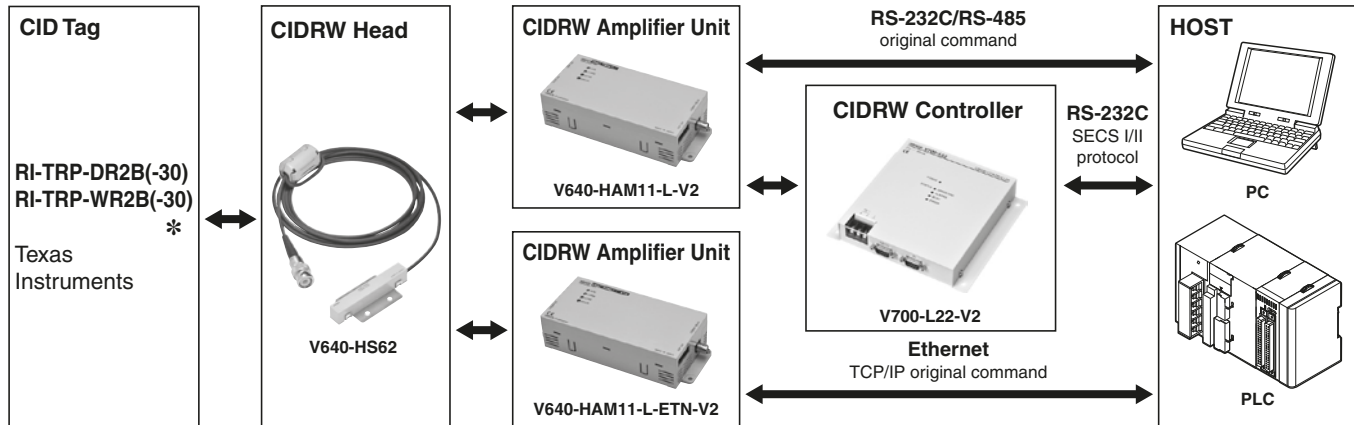 CID Tag
RI-TRP-DR2B(-30)
RI-TRP-WR2B(-30)
*
Texas
Instruments
CIDRW Head
V640-HS62
CIDRW Amplifier Unit
V640-HAM11-L-V2
CIDRW Amplifier Unit
V640-HAM11-L-ETN-V2
RS-232C/RS-485
original command
CIDRW Controller
V700-L22-V2
RS-232C
SECS I/II
protocol
Ethernet
TCP/IP original command
HOST
PC
PLC